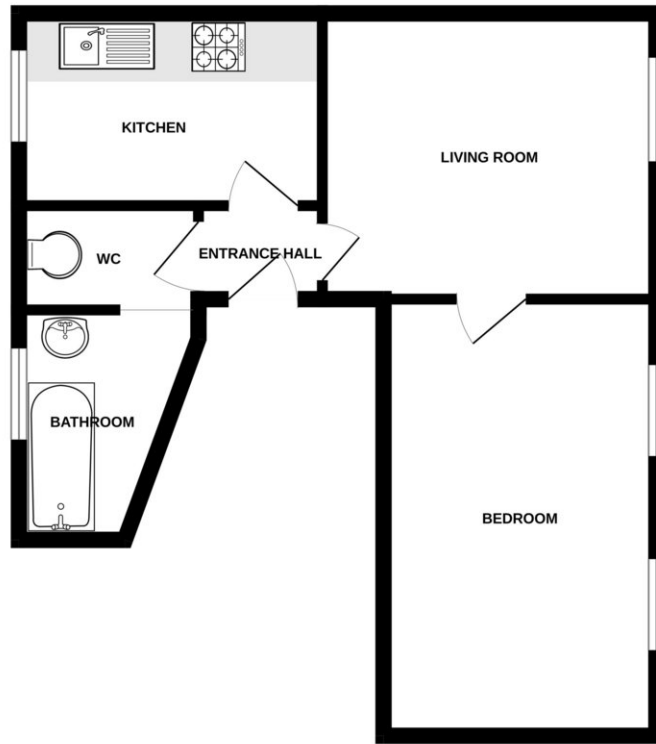 KITCHEN
LIVING ROOM
WC
ENTRANCE HALL
BATHROOM
BEDROOM